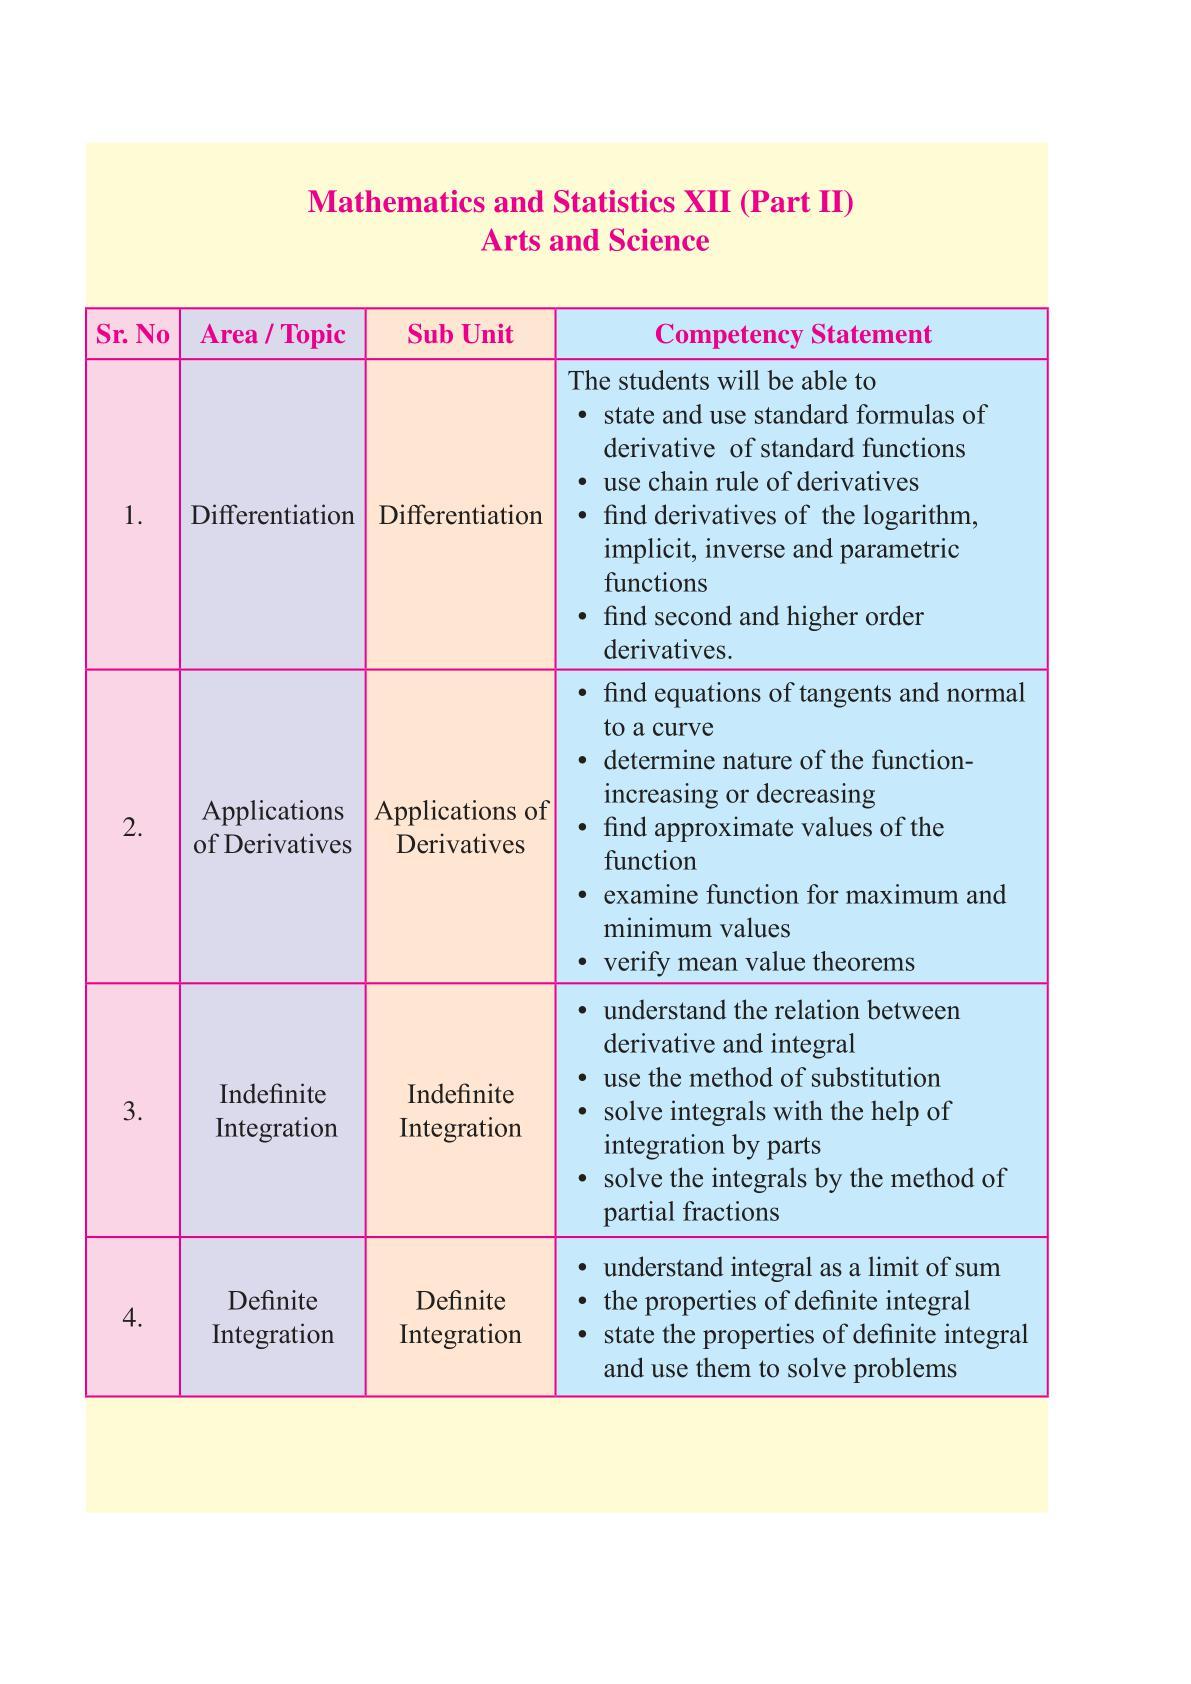 Mathematics and Statistics XII (Part II)
Arts and Science
Sr. No Area / Topic Sub Unit Competency Statement
1.
Differentiation
Differentiation
The students will be able to
• state and use standard formulas of
derivative of standard functions
• use chain rule of derivatives
• find derivatives of the logarithm,
implicit, inverse and parametric
functions
• find second and higher order
derivatives.
2.
Applications
of Derivatives
Applications of
Derivatives
• find equations of tangents and normal
to a curve
• determine nature of the function-
increasing or decreasing
• find approximate values of the
function
• examine function for maximum and
minimum values
• verify mean value theorems
3.
Indefinite
Integration
Indefinite
Integration
• understand the relation between
derivative and integral
• use the method of substitution
• solve integrals with the help of
integration by parts
• solve the integrals by the method of
partial fractions
4.
Definite
Integration
Definite
Integration
• understand integral as a limit of sum
• the properties of definite integral
• state the properties of definite integral
and use them to solve problems